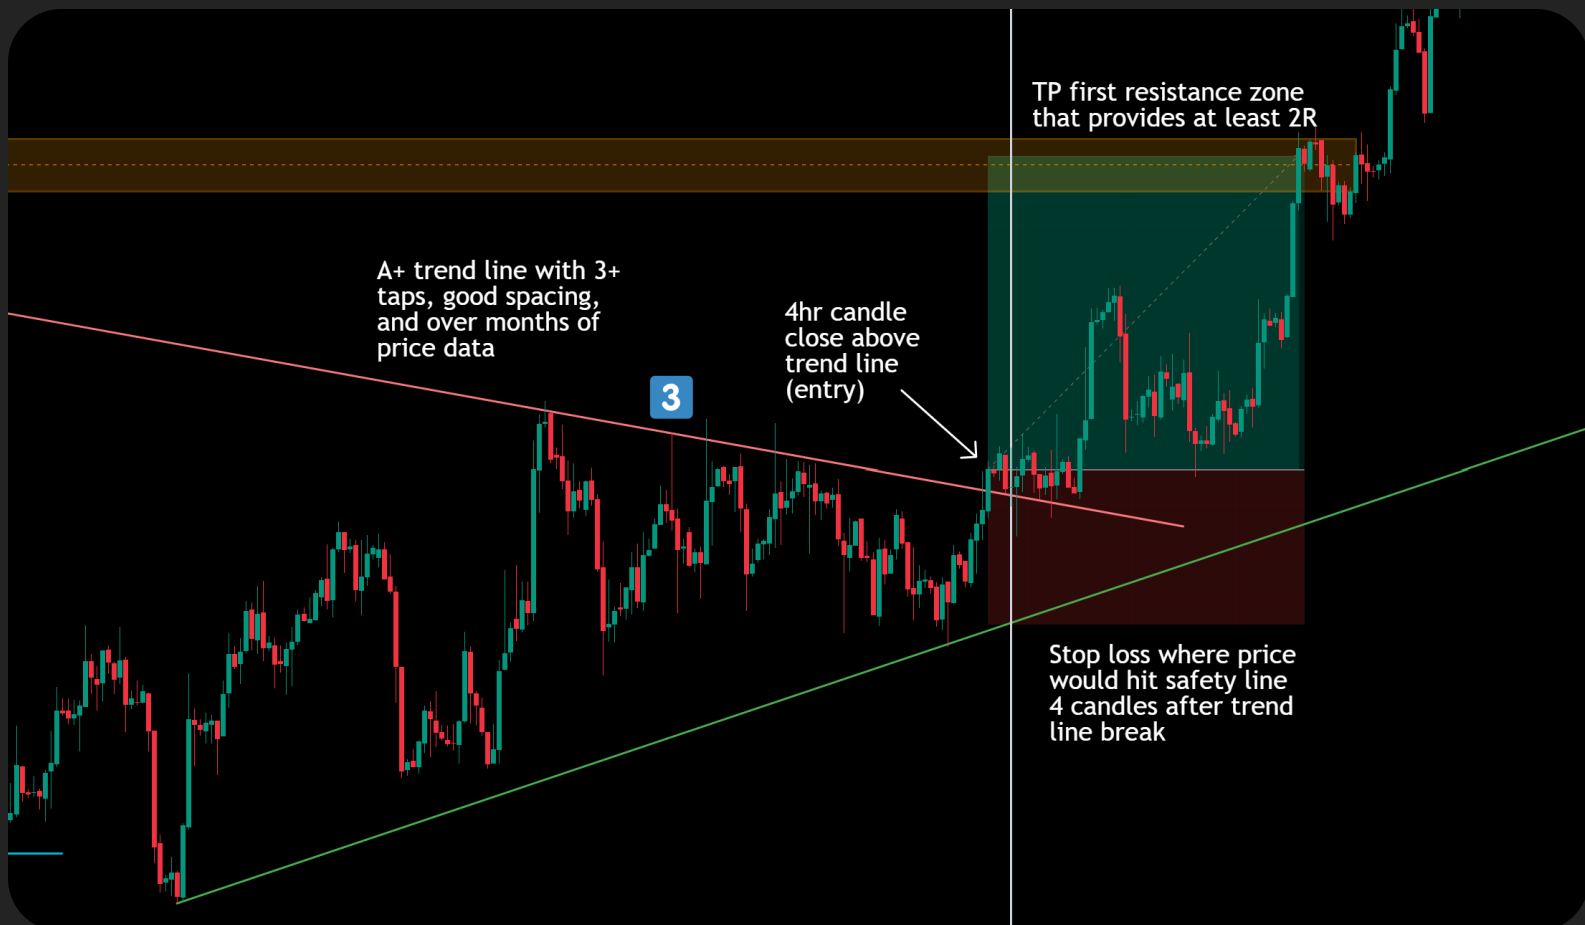 TP first resistance zone
that provides at least 2R
A+ trend line with 3+
taps, good spacing,
and over months of
price data
3
4hr candle
close above
trend line
(entry)
Stop loss where price
would hit safety line
4 candles after trend
line break